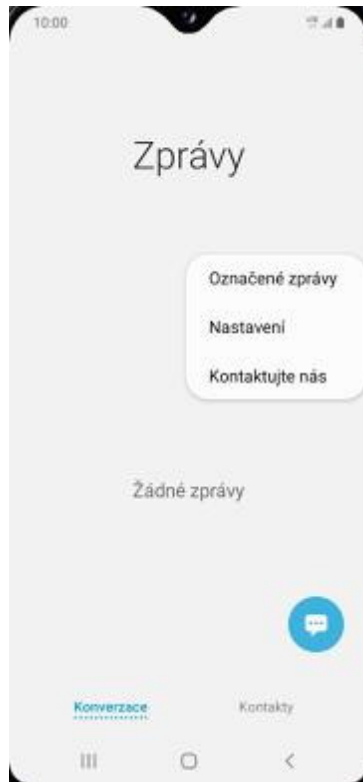 10:00
Zprávy
Označené zprávy
Nastavení
Kontaktujte nás
Žádné zprávy
Konverzace
Kontakty